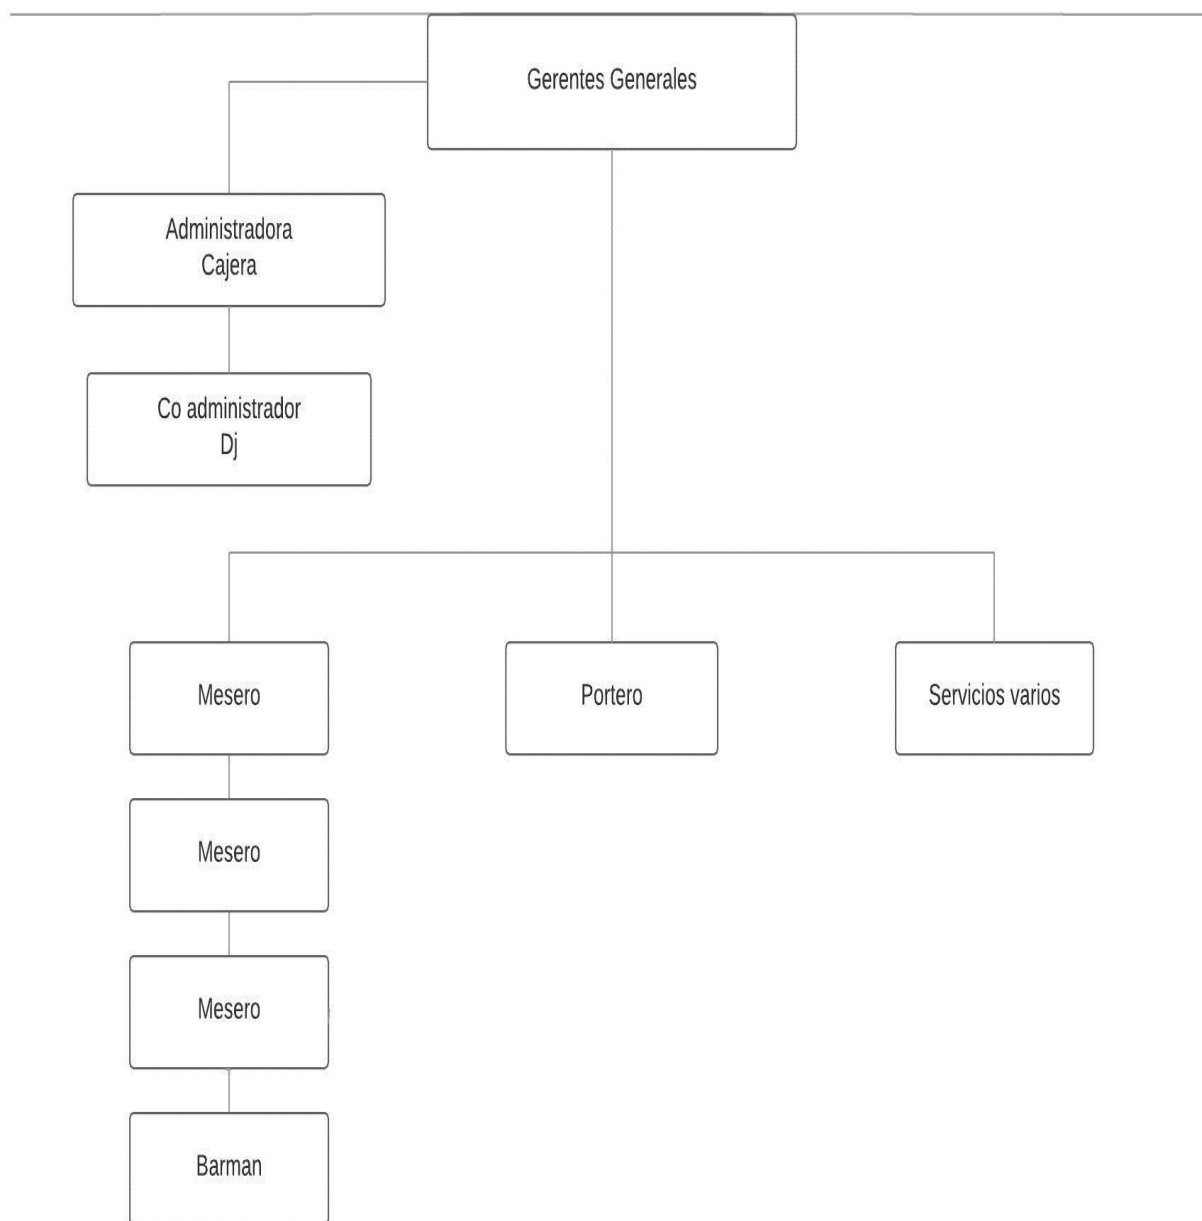 Gerentes Generales
Administradora
Cajera
Co administrador
Dj
Mesero
Portero
Servicios varios
Mesero
Mesero
Barman